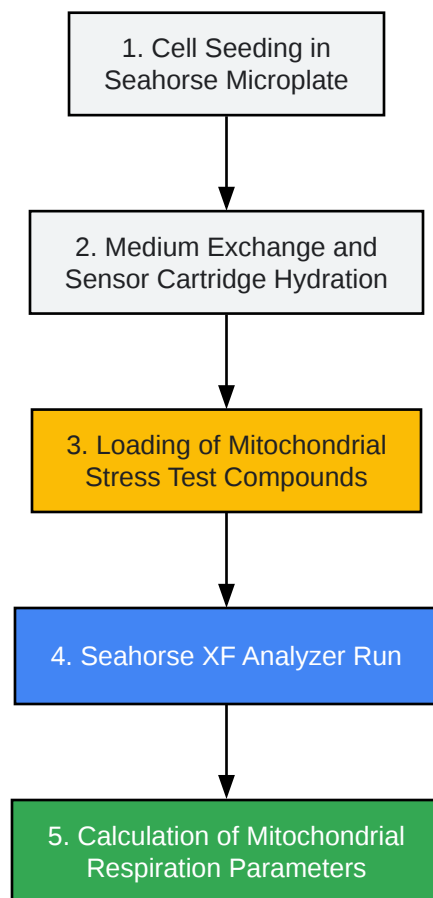 1. Cell Seeding in
Seahorse Microplate
2. Medium Exchange and
Sensor Cartridge Hydration
3. Loading of Mitochondrial
Stress Test Compounds
4. Seahorse XF Analyzer Run
5. Calculation of Mitochondrial
Respiration Parameters